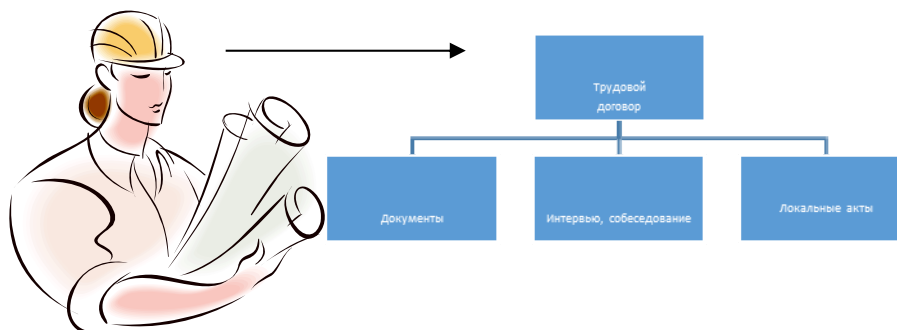 Трудовой
договор
Документы
Интервью, собеседование
Локальные акты